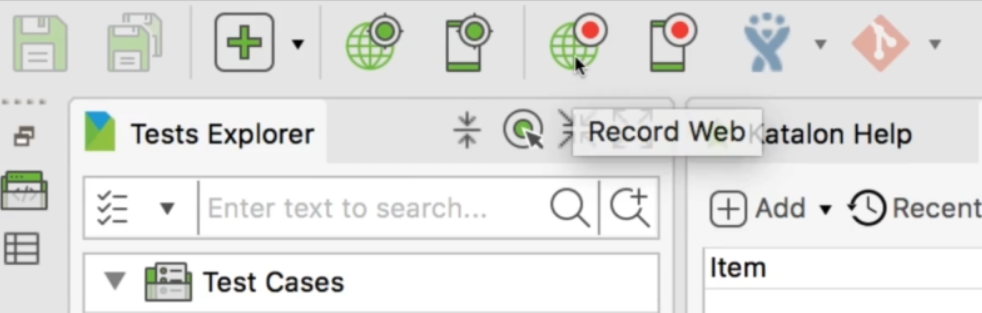 Record Web
Tests Explorer
Katalon Help
Enter text to search...
Add
Recent
Test Cases
Item